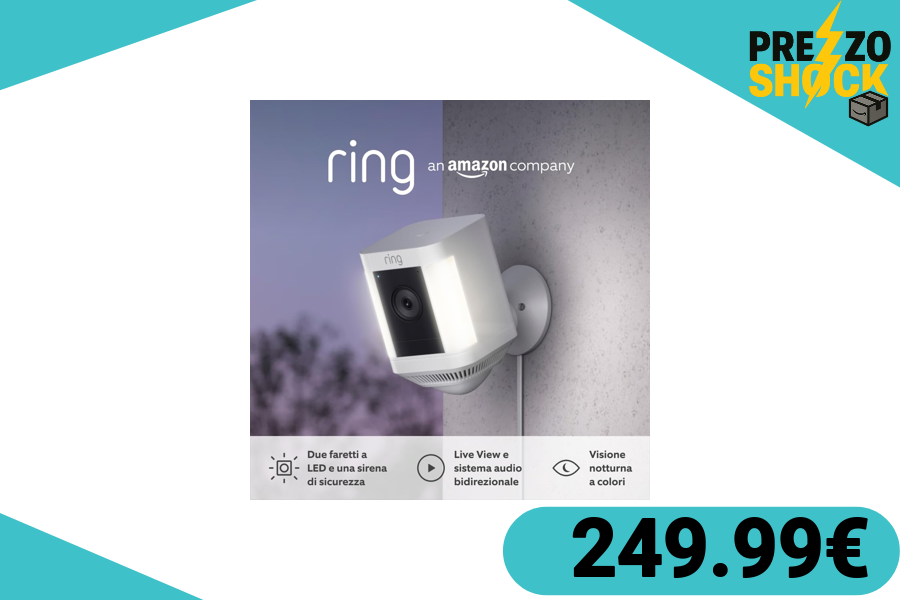 PREZZO
SHOCK
ring an amazon company
ring
Due faretti a
LED e una sirena
di sicurezza
Live View e
sistema audio
bidirezionale
Visione
notturna
a colori
249.99€